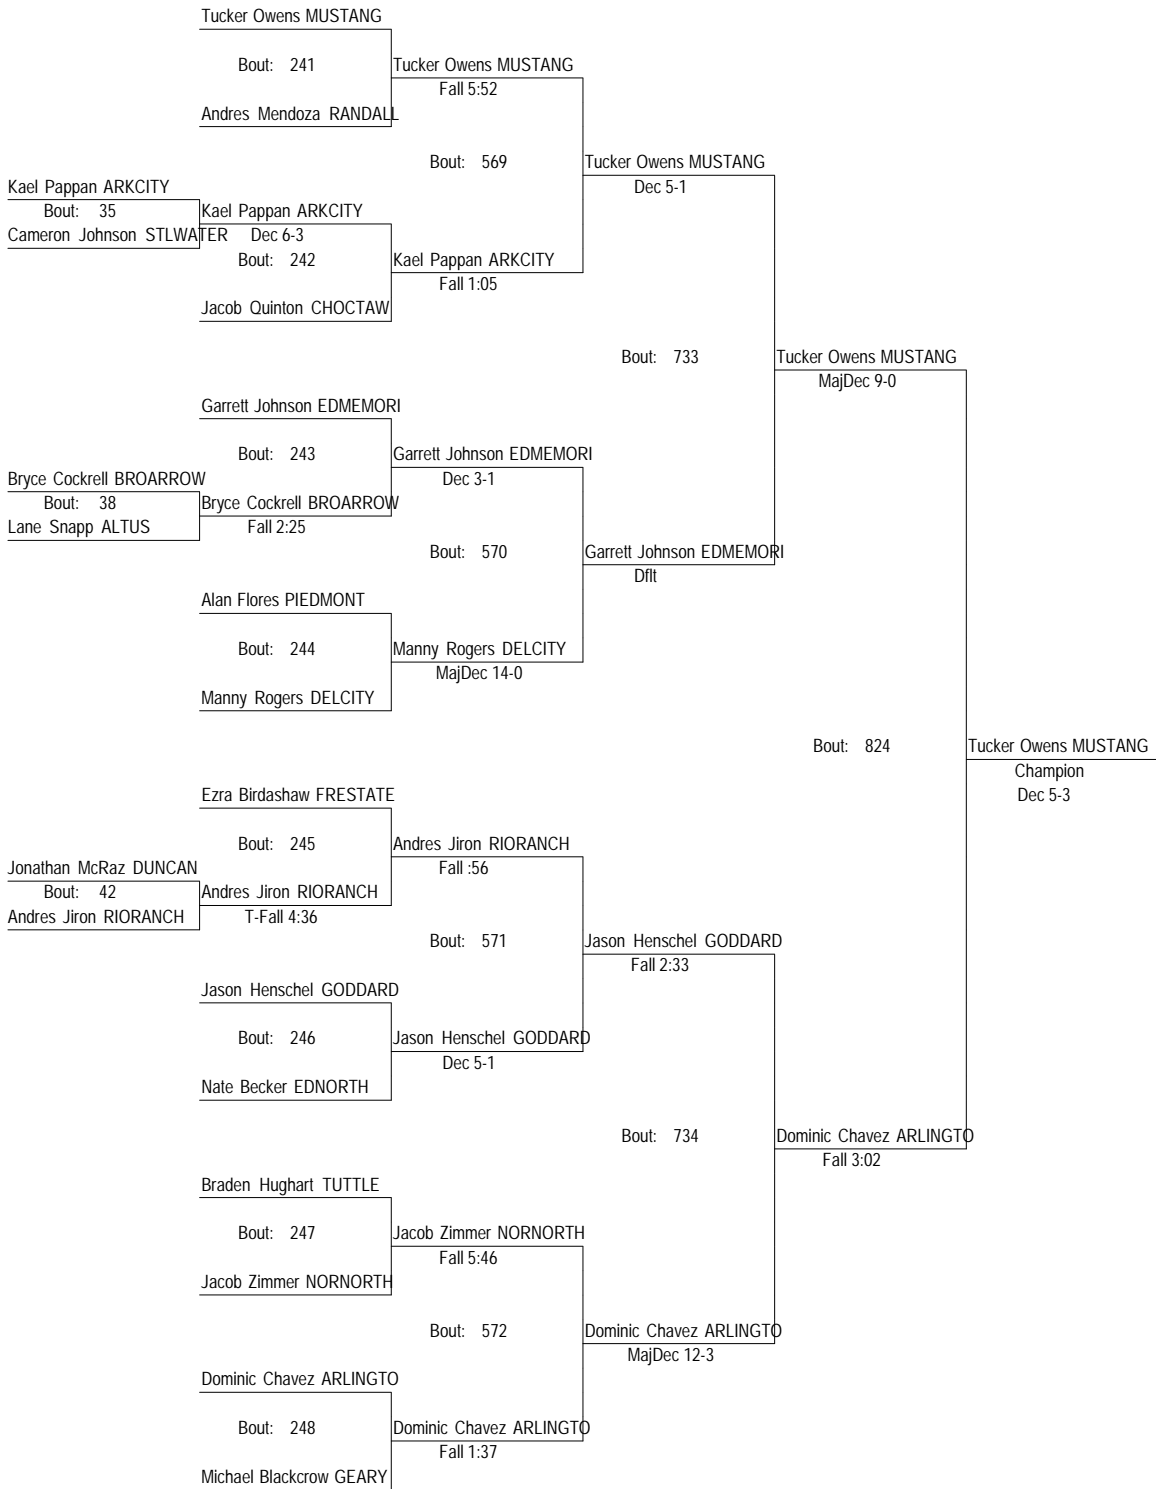 Tucker Owens MUSTANG
Bout: 241
Tucker Owens MUSTANG
Fall 5:52
Andres Mendoza RANDALL
Bout: 569
Tucker Owens MUSTANG
Dec 5-1
Kael Pappan ARKCITY
Bout: 35
Kael Pappan ARKCITY
Cameron Johnson STLWATER
Dec 6-3
Bout: 242
Kael Pappan ARKCITY
Fall 1:05
Jacob Quinton CHOCTAW
Bout: 733
Tucker Owens MUSTANG
MajDec 9-0
Garrett Johnson EDMEMORI
Bout: 243
Garrett Johnson EDMEMORI
Dec 3-1
Bryce Cockrell BROARROW
Bout: 38
Bryce Cockrell BROARROW
Lane Snapp ALTUS
Fall 2:25
Bout: 570
Garrett Johnson EDMEMORI
Dflt
Alan Flores PIEDMONT
Bout: 244
Manny Rogers DELCITY
MajDec 14-0
Manny Rogers DELCITY
Bout: 824
Tucker Owens MUSTANG
Champion
Dec 5-3
Ezra Birdashaw FRESTATE
Bout: 245
Andres Jiron RIORANCH
Fall :56
Jonathan McRaz DUNCAN
Bout: 42
Andres Jiron RIORANCH
Andres Jiron RIORANCH
T-Fall 4:36
Bout: 571
Jason Henschel GODDARD
Fall 2:33
Jason Henschel GODDARD
Bout: 246
Jason Henschel GODDARD
Dec 5-1
Nate Becker EDNORTH
Bout: 734
Dominic Chavez ARLINGTO
Fall 3:02
Braden Hughart TUTTLE
Bout: 247
Jacob Zimmer NORNORTH
Fall 5:46
Jacob Zimmer NORNORTH
Bout: 572
Dominic Chavez ARLINGTO
MajDec 12-3
Dominic Chavez ARLINGTO
Bout: 248
Dominic Chavez ARLINGTO
Fall 1:37
Michael Blackcrow GEARY